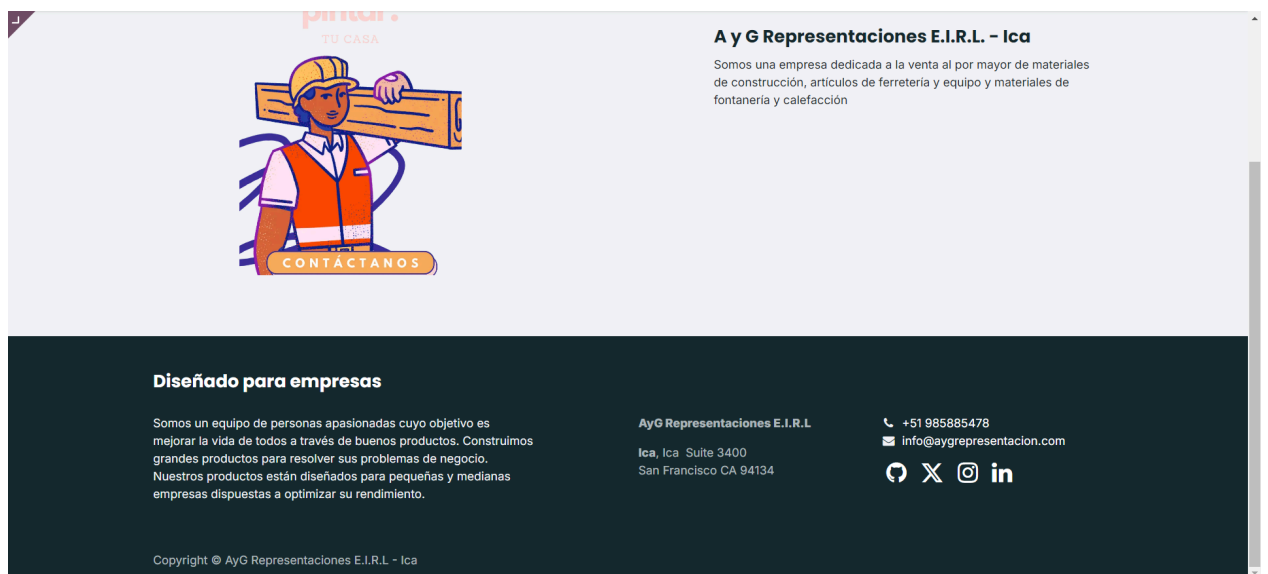 pintar.
TU CASA
CONTÁCTANOS
A y G Representaciones E.I.R.L. - Ica
Somos una empresa dedicada a la venta al por mayor de materiales
de construcción, artículos de ferretería y equipo y materiales de
fontanería y calefacción
Diseñado para empresas
Somos un equipo de personas apasionadas cuyo objetivo es
mejorar la vida de todos a través de buenos productos. Construimos
grandes productos para resolver sus problemas de negocio.
Nuestros productos están diseñados para pequeñas y medianas
empresas dispuestas a optimizar su rendimiento.
AyG Representaciones E.I.R.L
Ica, Ica Suite 3400
San Francisco CA 94134
+51 985885478
info@aygrepresentacion.com
Copyright © AyG Representaciones E.I.R.L - Ica